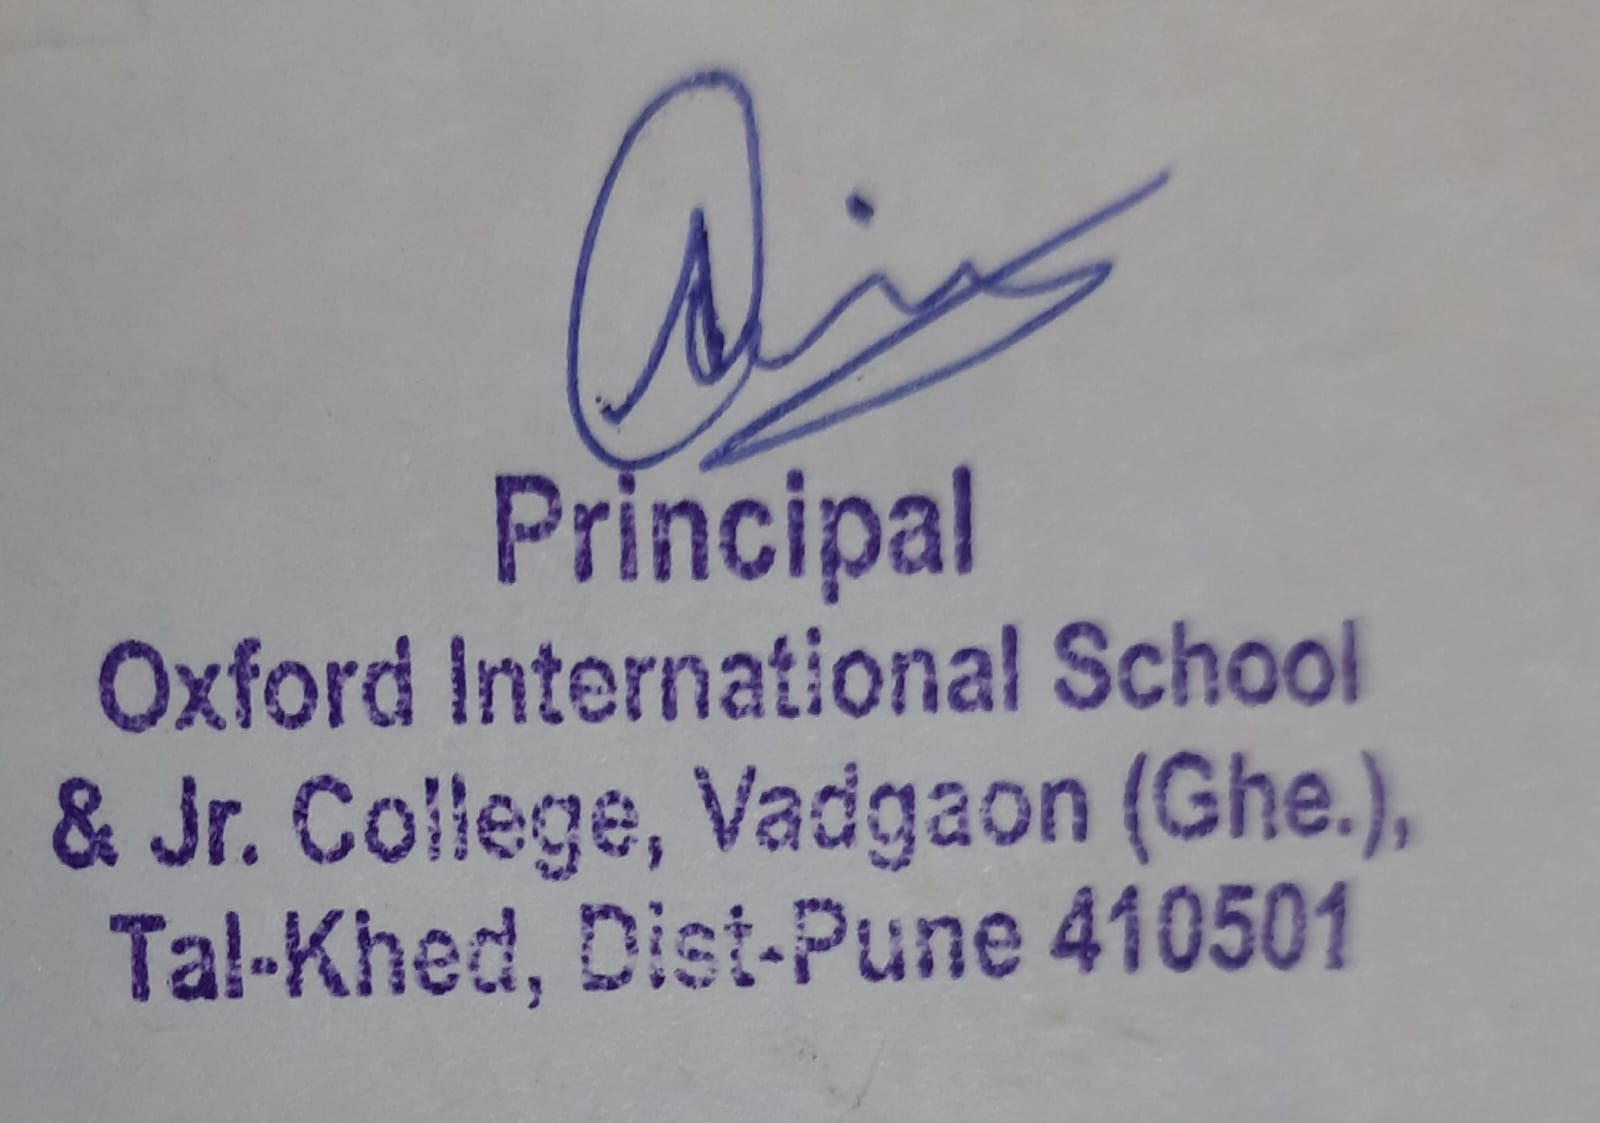 Principal
Oxford International School
& Jr. College, Vadgaon (Ghe.),
Tal-Khed, Dist-Pune 410501